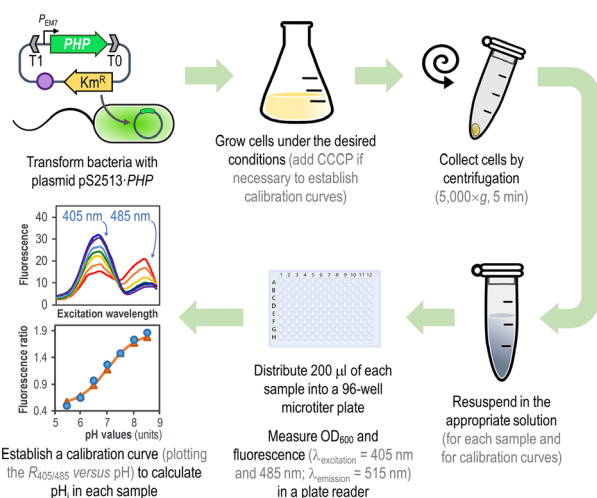 P_EM7
PHP
T1
T0
Km^R
Transform bacteria with
plasmid pS2513·PHP
Grow cells under the desired
conditions (add CCCP if
necessary to establish
calibration curves)
Collect cells by
centrifugation
(5,000×g, 5 min)
Resuspend in the
appropriate solution
(for each sample and
for calibration curves)
1 2 3 4 5 6 7 8 9 10 11 12
A
B
C
D
E
F
G
H
Distribute 200 µl of each
sample into a 96-well
microtiter plate
Measure OD₆₀₀ and
fluorescence (λ_excitation = 405 nm
and 485 nm; λ_emission = 515 nm)
in a plate reader
Fluorescence
40
30
20
10
0
405 nm 485 nm
Excitation wavelength
Fluorescence ratio
1.9
1.4
0.9
0.4
5 6 7 8 9
pH values (units)
Establish a calibration curve (plotting
the R₄₀₅/₄₈₅ versus pH) to calculate
pHᵢ in each sample